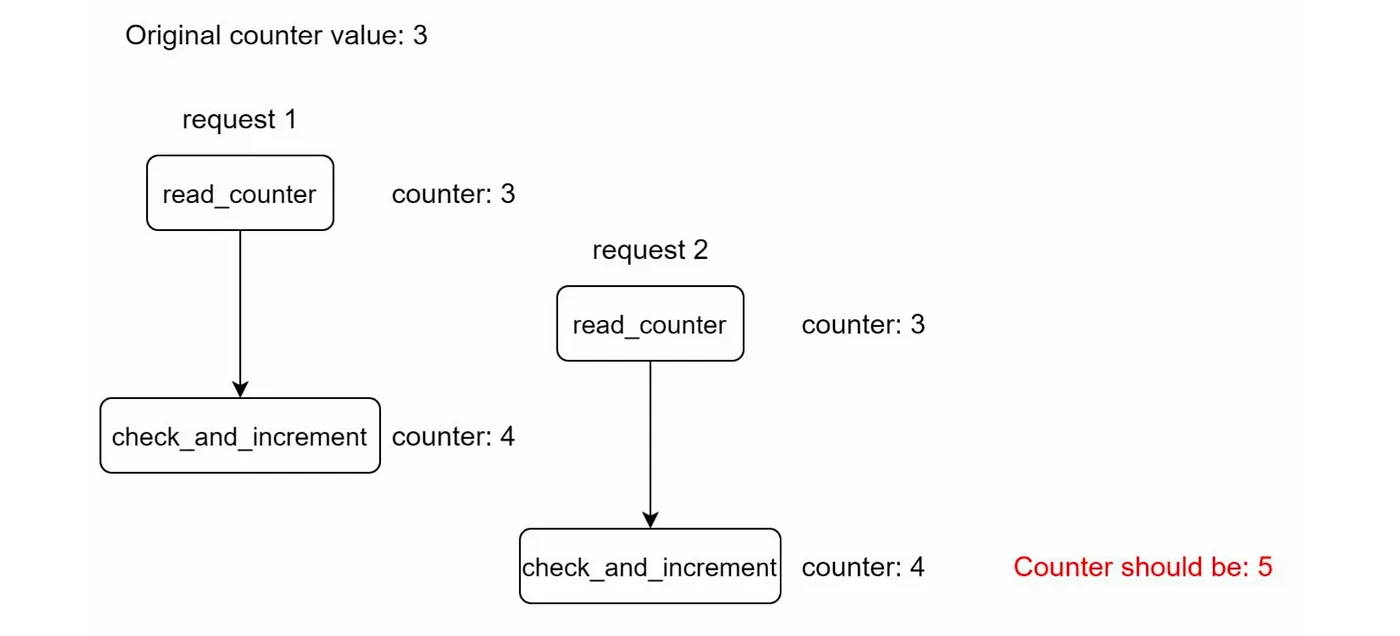 Original counter value: 3
request 1
read_counter
counter: 3
request 2
read_counter
counter: 3
check_and_increment
counter: 4
check_and_increment
counter: 4
Counter should be: 5